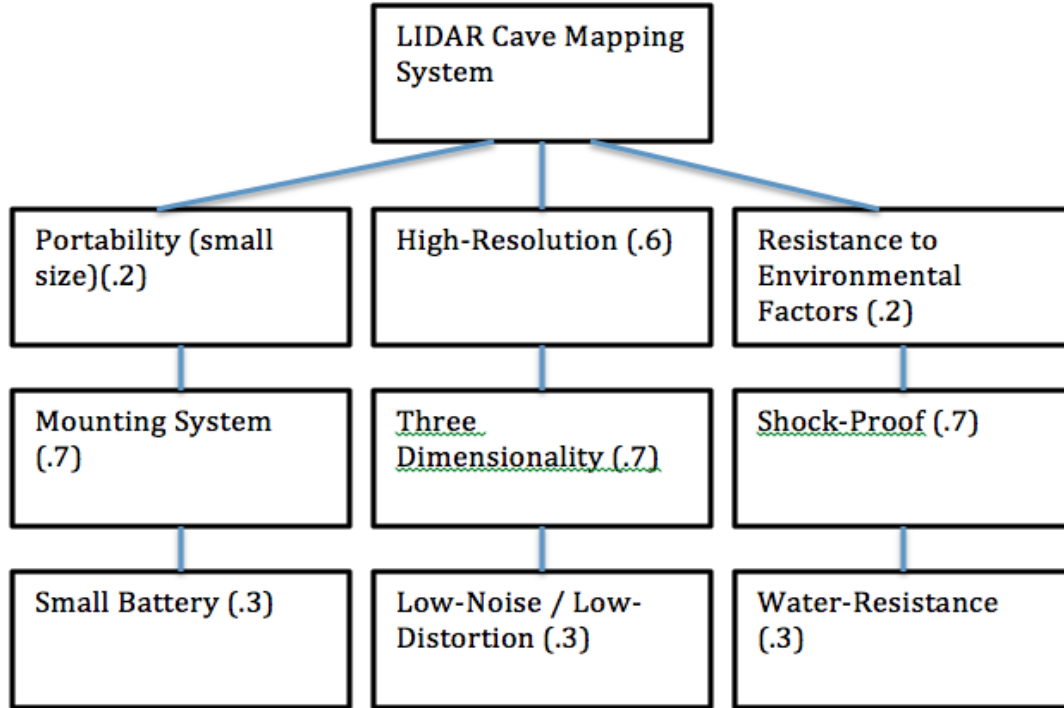 LIDAR Cave Mapping
System
Portability (small
size)(.2)
High-Resolution (.6)
Resistance to
Environmental
Factors (.2)
Mounting System
(.7)
Three
Dimensionality (.7)
Shock-Proof (.7)
Small Battery (.3)
Low-Noise / Low-
Distortion (.3)
Water-Resistance
(.3)